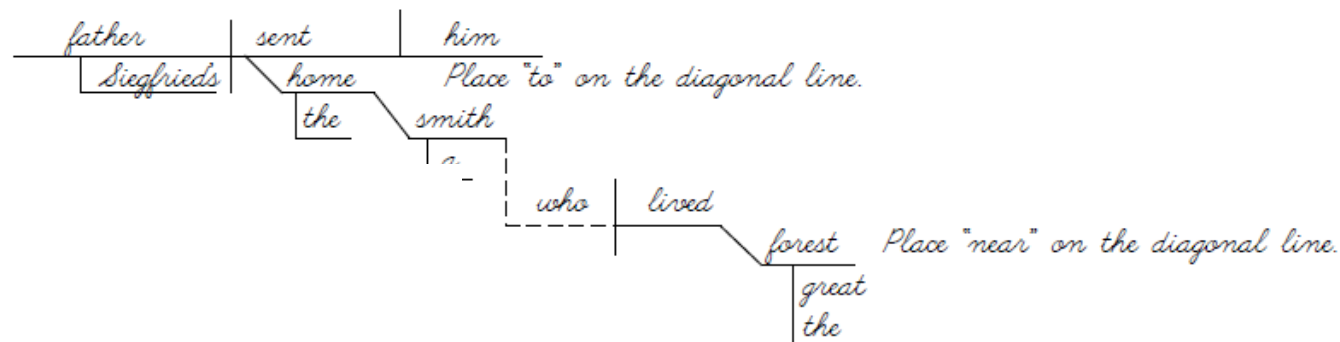 father sent him
Siegfried's home Place "to" on the diagonal line.
the smith
a
who lived
forest Place "near" on the diagonal line.
great
the